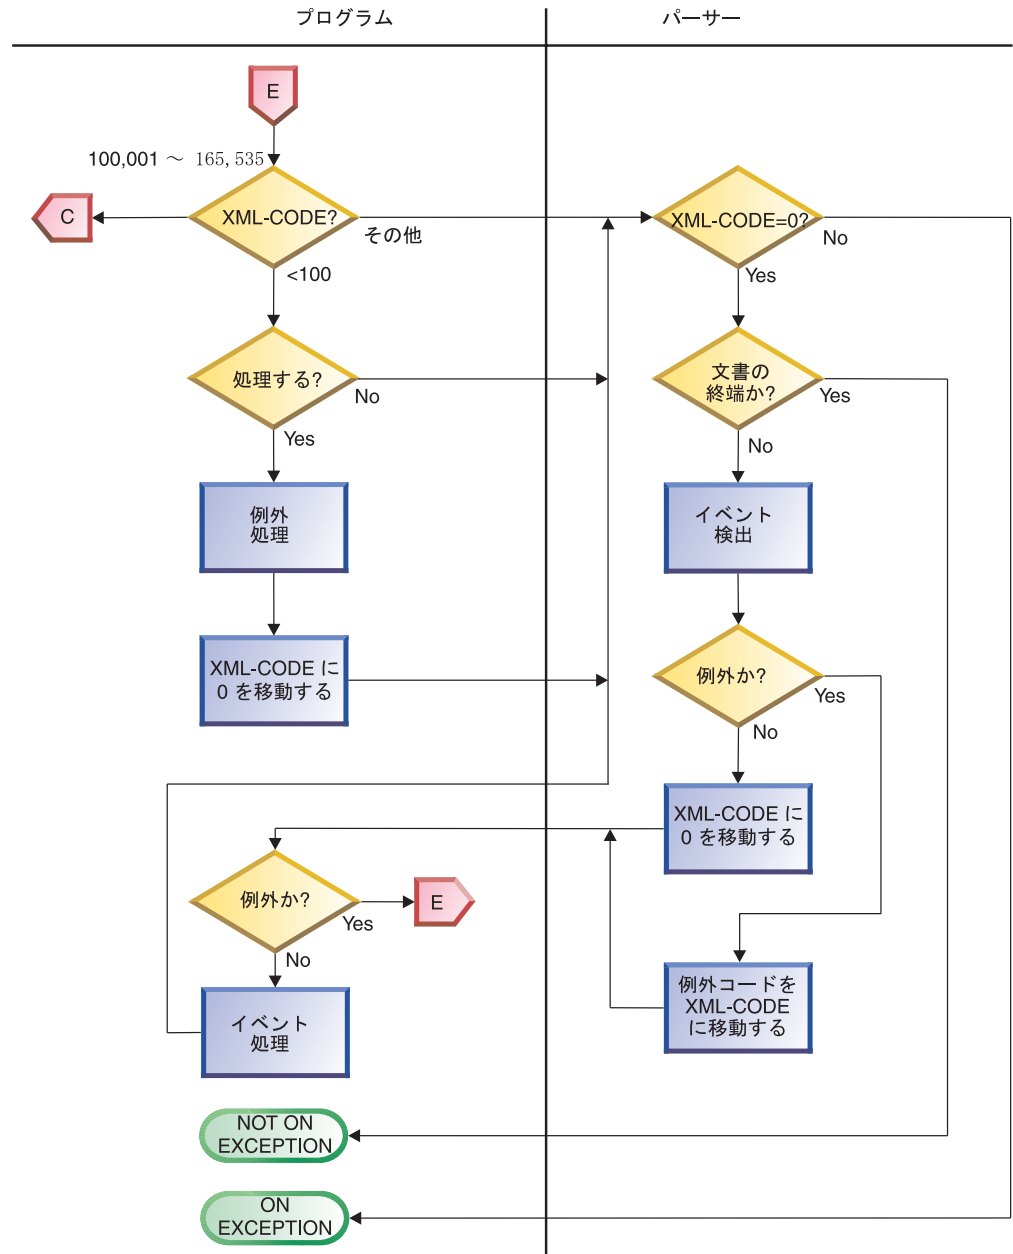 プログラム
パーサー
E
100,001 ～ 165,535
C
XML-CODE?
その他
<100
XML-CODE=0?
No
Yes
処理する?
No
Yes
文書の
終端か?
Yes
No
例外
処理
イベント
検出
XML-CODE に
0 を移動する
例外か?
Yes
No
XML-CODE に
0 を移動する
例外か?
Yes
E
No
イベント
処理
例外コードを
XML-CODE
に移動する
NOT ON
EXCEPTION
ON
EXCEPTION